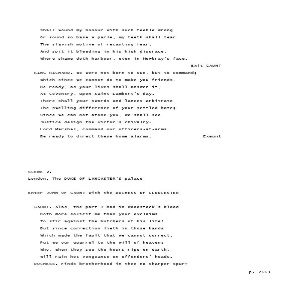 Shall wound my honour with such feeble wrong,
Or sound so base a parle, my teeth shall tear
The slavish motive of recanting fear,
And spit it bleeding in his high disgrace,
Where shame doth harbour, even in Mowbray's face.
Exit GAUNT
KING RICHARD. We were not born to sue, but to command;
Which since we cannot do to make you friends,
Be ready, as your lives shall answer it,
At Coventry, upon Saint Lambert's day.
There shall your swords and lances arbitrate
The swelling difference of your settled hate;
Since we can not atone you, we shall see
Justice design the victor's chivalry.
Lord Marshal, command our officers-at-arms
Be ready to direct these home alarms. Exeunt
SCENE 2.
London. The DUKE OF LANCASTER'S palace
Enter JOHN OF GAUNT with the DUCHESS OF GLOUCESTER
GAUNT. Alas, the part I had in Woodstock's blood
Doth more solicit me than your exclaims
To stir against the butchers of his life!
But since correction lieth in those hands
Which made the fault that we cannot correct,
Put we our quarrel to the will of heaven;
Who, when they see the hours ripe on earth,
Will rain hot vengeance on offenders' heads.
DUCHESS. Finds brotherhood in thee no sharper spur?